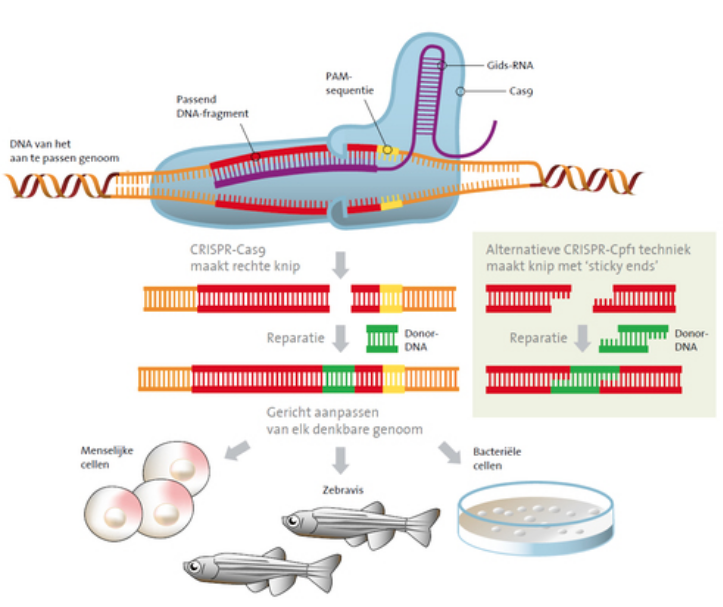 Gids-RNA
PAM-
sequentie
Cas9
Passend
DNA-fragment
DNA van het
aan te passen genoom
CRISPR-Cas9
maakt rechte knip
Alternatieve CRISPR-Cpf1 techniek
maakt knip met ‘sticky ends’
Reparatie
Donor-
DNA
Reparatie
Donor-
DNA
Gericht aanpassen
van elk denkbare genoom
Menselijke
cellen
Zebravis
Bacteriële
cellen